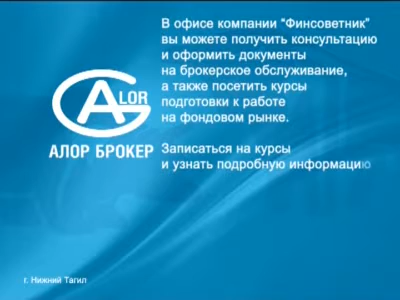 В офисе компании "Финсоветник"
вы можете получить консультацию
и оформить документы
на брокерское обслуживание,
а также посетить курсы
подготовки к работе
на фондовом рынке.
ALOR
АЛОР БРОКЕР
Записаться на курсы
и узнать подробную информацию
г. Нижний Тагил